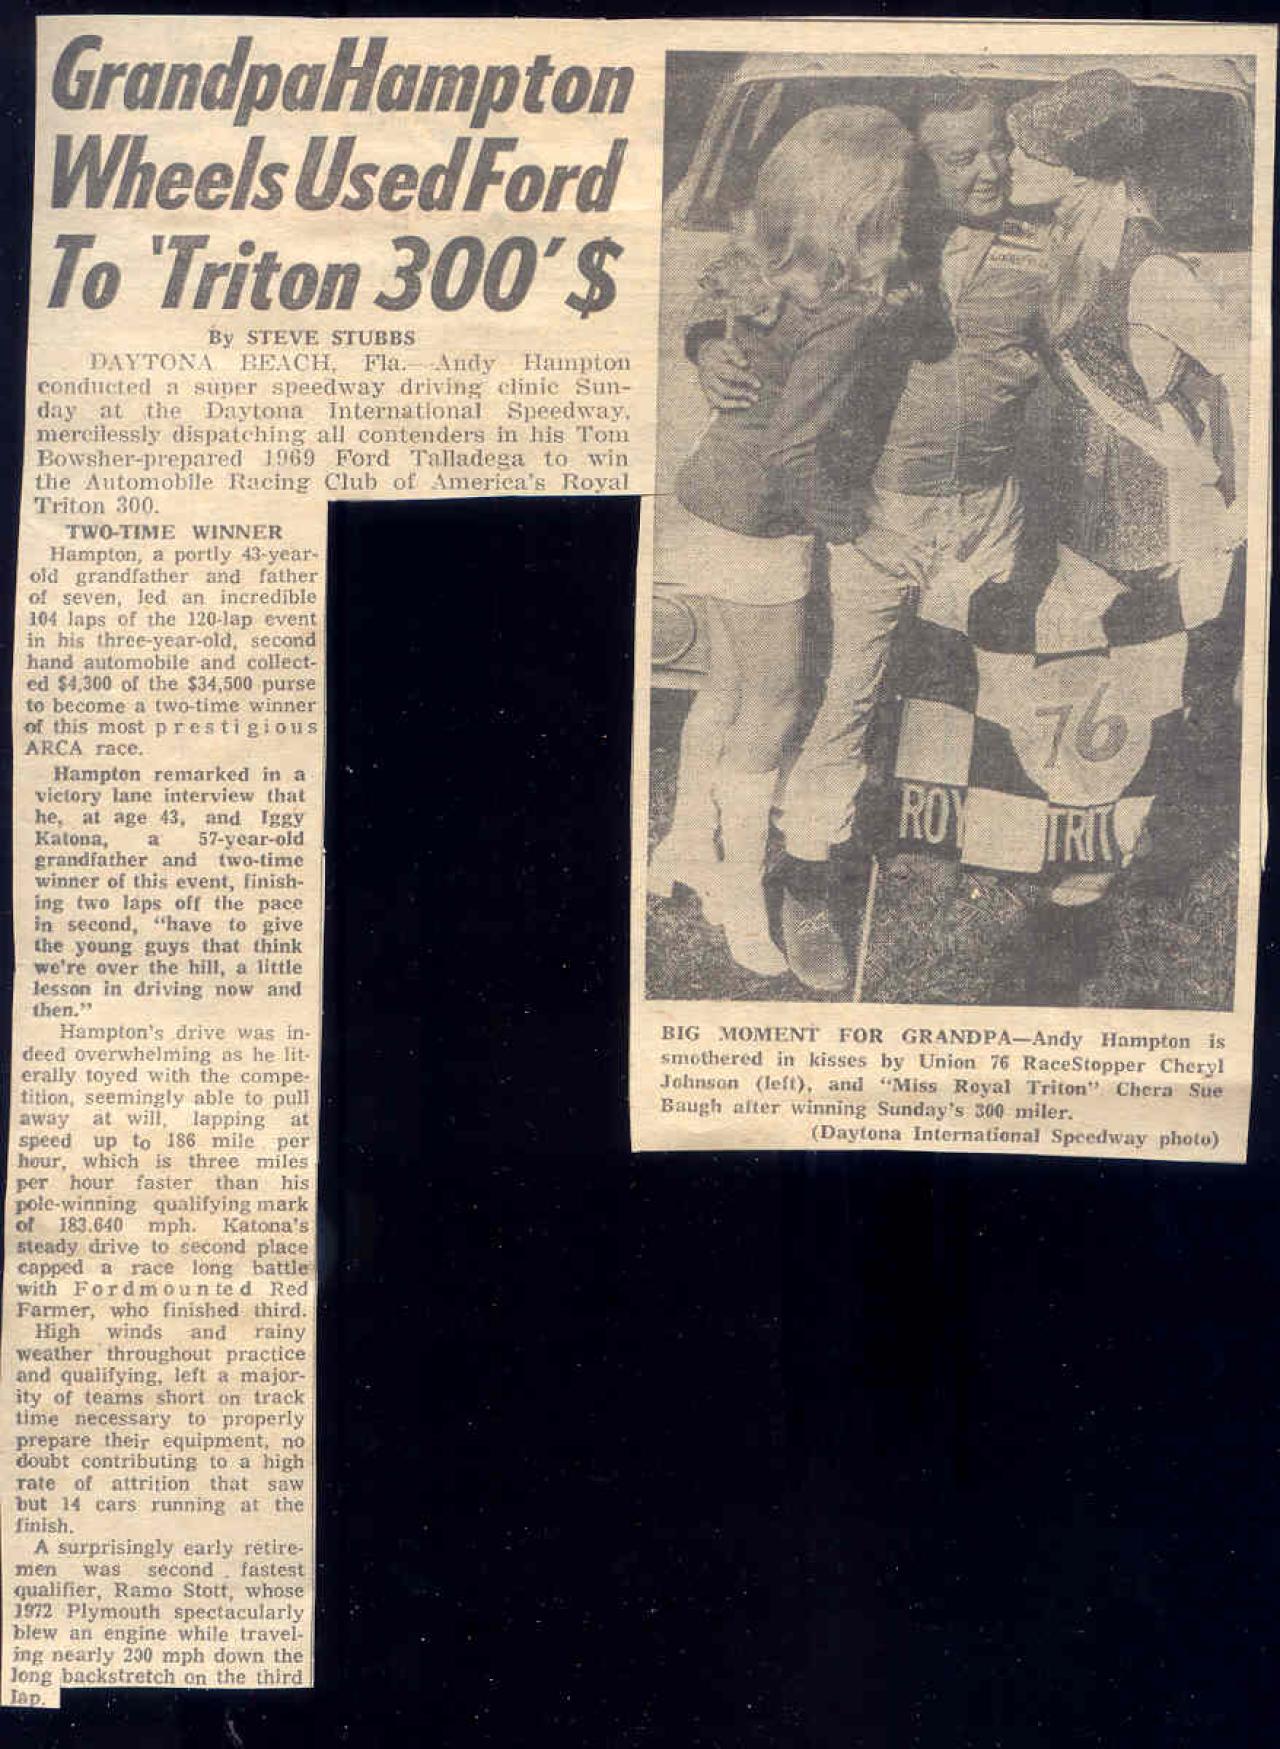 GrandpaHampton
Wheels Used Ford
To 'Triton 300' $
By STEVE STUBBS
DAYTONA BEACH, Fla.—Andy Hampton
conducted a super speedway driving clinic Sun-
day at the Daytona International Speedway,
mercilessly dispatching all contenders in his Tom
Bowsher-prepared 1969 Ford Talladega to win
the Automobile Racing Club of America's Royal
Triton 300.
TWO-TIME WINNER
Hampton, a portly 43-year-
old grandfather and father
of seven, led an incredible
104 laps of the 120-lap event
in his three-year-old, second
hand automobile and collect-
ed $4,300 of the $34,500 purse
to become a two-time winner
of this most prestigious
ARCA race.
Hampton remarked in a
victory lane interview that
he, at age 43, and Iggy
Katona, a 57-year-old
grandfather and two-time
winner of this event, finish-
ing two laps off the pace
in second, "have to give
the young guys that think
we're over the hill, a little
lesson in driving now and
then."
Hampton's drive was in-
deed overwhelming as he lit-
erally toyed with the compe-
tition, seemingly able to pull
away at will, lapping at
speed up to 186 mile per
hour, which is three miles
per hour faster than his
pole-winning qualifying mark
of 183.640 mph. Katona's
steady drive to second place
capped a race long battle
with Fordmounted Red
Farmer, who finished third.
High winds and rainy
weather throughout practice
and qualifying, left a major-
ity of teams short on track
time necessary to properly
prepare their equipment, no
doubt contributing to a high
rate of attrition that saw
but 14 cars running at the
finish.
A surprisingly early retire-
men was second fastest
qualifier, Ramo Stott, whose
1972 Plymouth spectacularly
blew an engine while travel-
ing nearly 200 mph down the
long backstretch on the third
lap.
76
ROY TRIT
BIG MOMENT FOR GRANDPA—Andy Hampton is
smothered in kisses by Union 76 RaceStopper Cheryl
Johnson (left), and "Miss Royal Triton" Chera Sue
Baugh after winning Sunday's 300 miler.
(Daytona International Speedway photo)